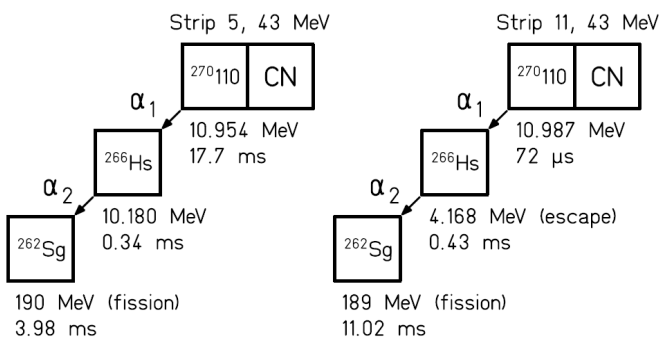 Strip 5, 43 MeV
²⁷⁰110 CN
α₁
10.954 MeV
17.7 ms
²⁶⁶Hs
α₂
10.180 MeV
0.34 ms
²⁶²Sg
190 MeV (fission)
3.98 ms
Strip 11, 43 MeV
²⁷⁰110 CN
α₁
10.987 MeV
72 µs
²⁶⁶Hs
α₂
4.168 MeV (escape)
0.43 ms
²⁶²Sg
189 MeV (fission)
11.02 ms